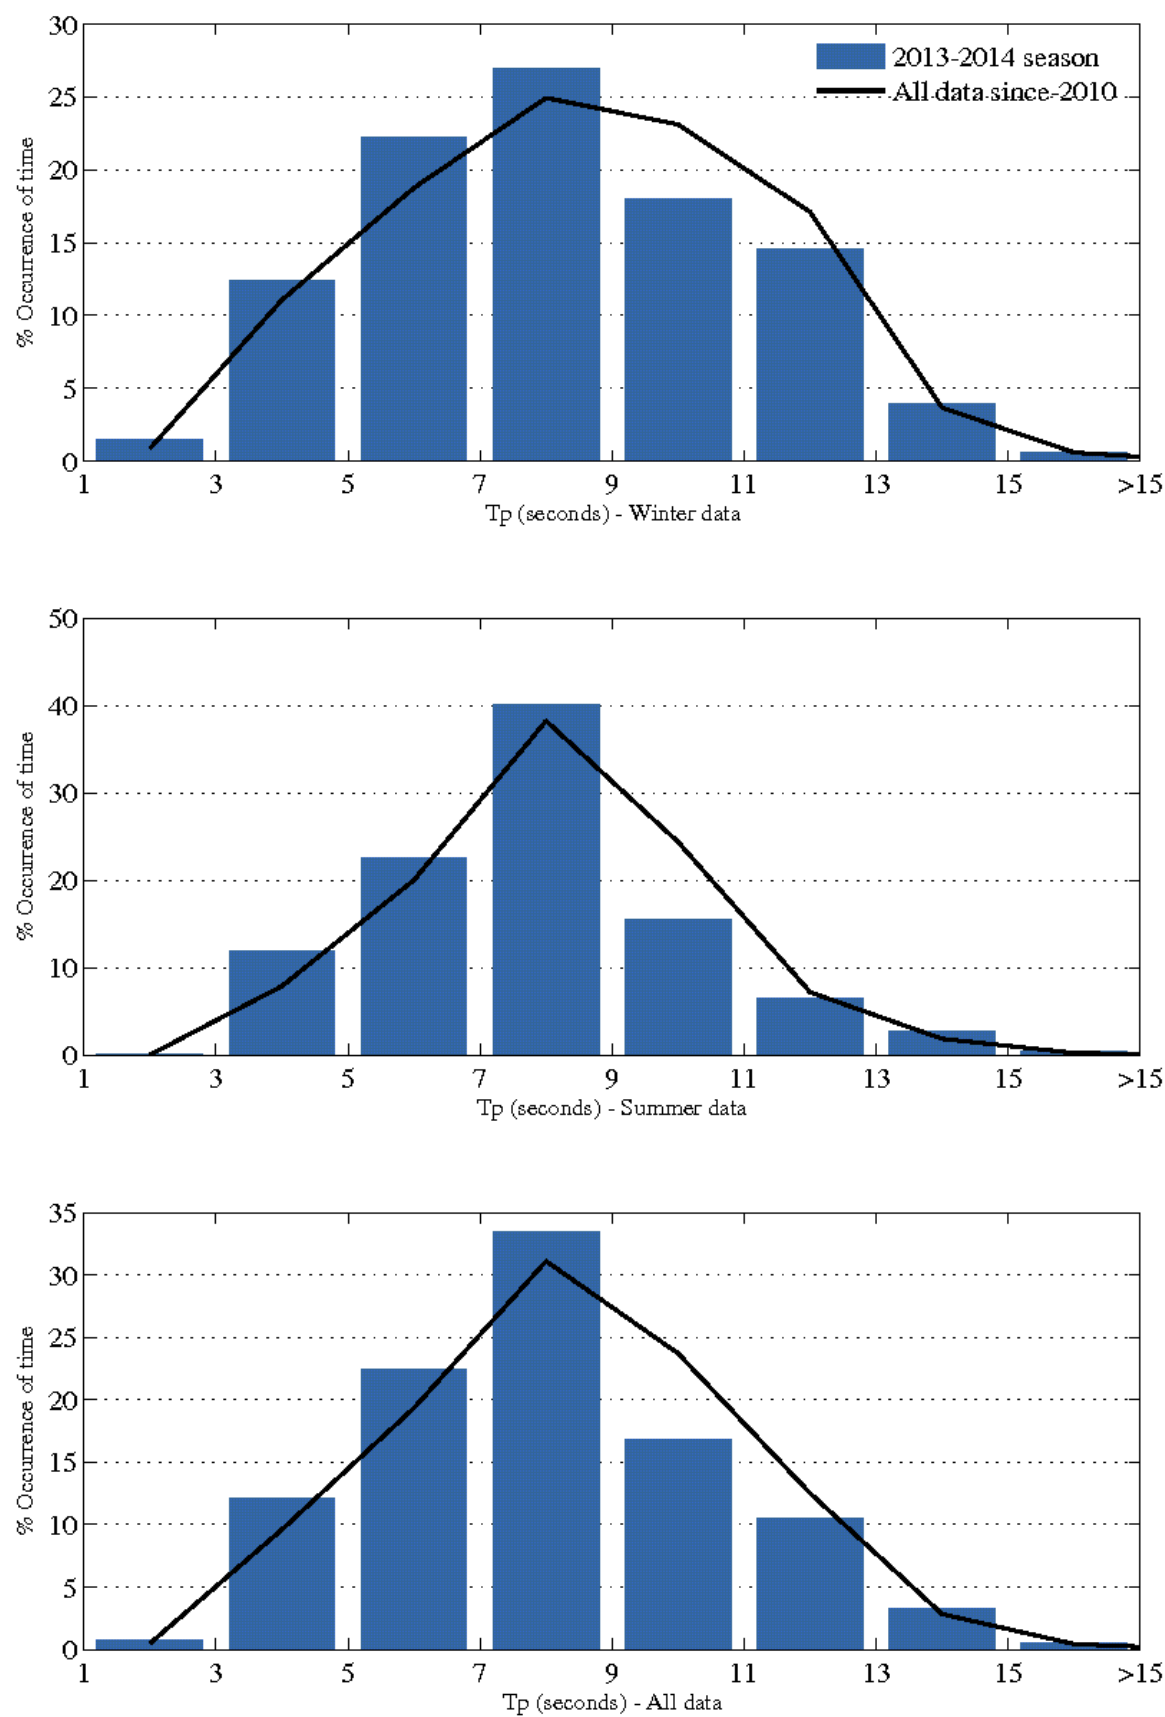 30
25
20
15
10
5
0
% Occurrence of time
2013-2014 season
All data since 2010
1 3 5 7 9 11 13 15 >15
Tp (seconds) - Winter data
50
40
30
20
10
0
% Occurrence of time
1 3 5 7 9 11 13 15 >15
Tp (seconds) - Summer data
35
30
25
20
15
10
5
0
% Occurrence of time
1 3 5 7 9 11 13 15 >15
Tp (seconds) - All data